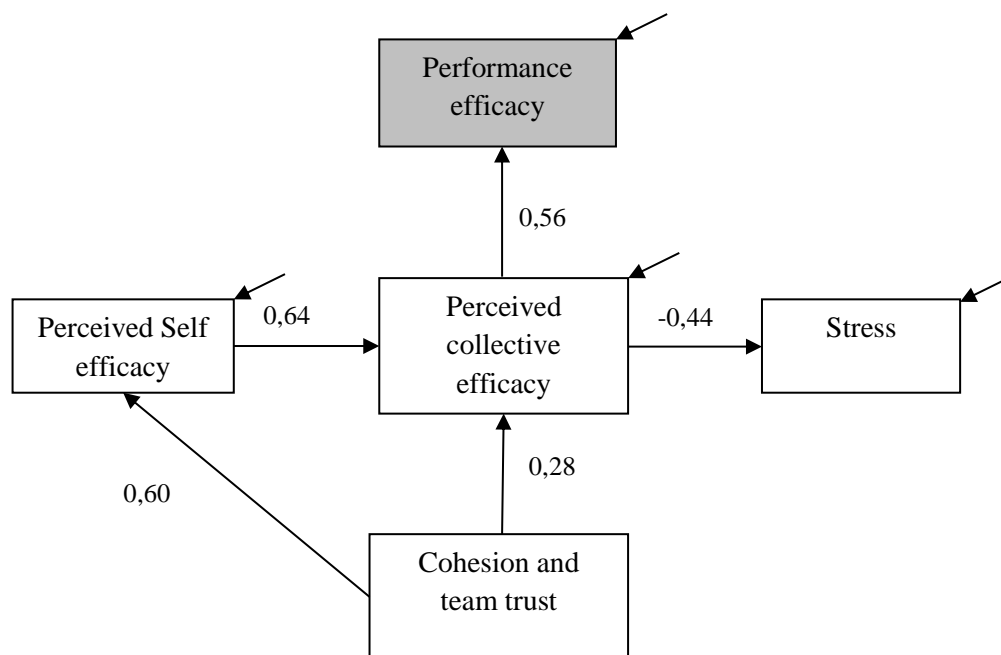 Performance
efficacy
0,56
Perceived Self
efficacy
0,64
Perceived
collective
efficacy
-0,44
Stress
0,60
0,28
Cohesion and
team trust